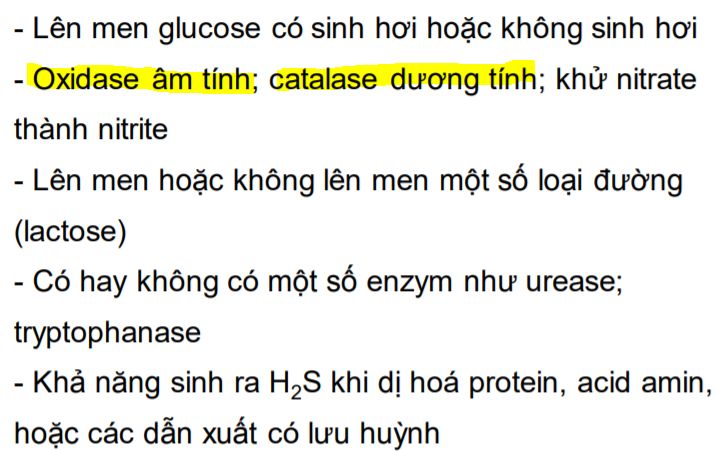 - Lên men glucose có sinh hơi hoặc không sinh hơi
- Oxidase âm tính; catalase dương tính; khử nitrate
thành nitrite
- Lên men hoặc không lên men một số loại đường
(lactose)
- Có hay không có một số enzym như urease;
tryptophanase
- Khả năng sinh ra H₂S khi dị hoá protein, acid amin,
hoặc các dẫn xuất có lưu huỳnh